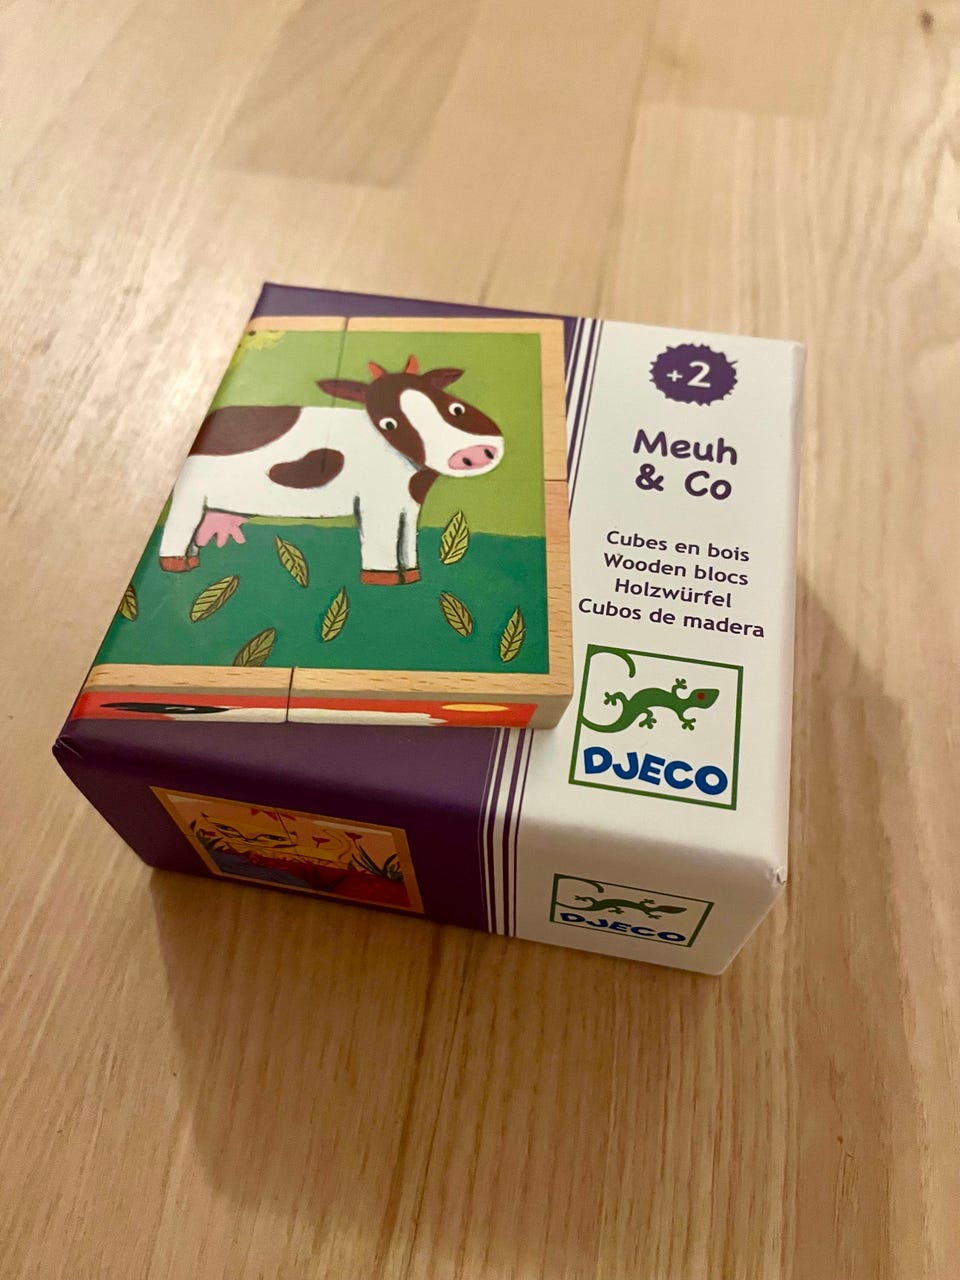 +2
Meuh
& Co
Cubes en bois
Wooden blocs
Holzwürfel
Cubos de madera
DJECO
DJECO